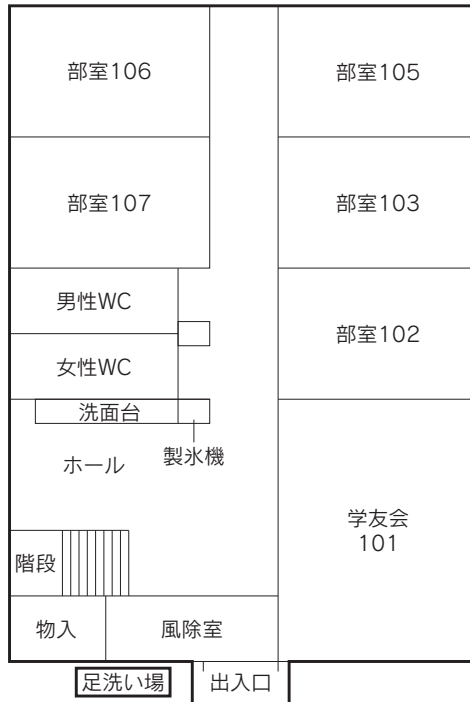 部室106
部室105
部室107
部室103
男性WC
部室102
女性WC
洗面台
製氷機
ホール
学友会
101
階段
物入
風除室
足洗い場
出入口